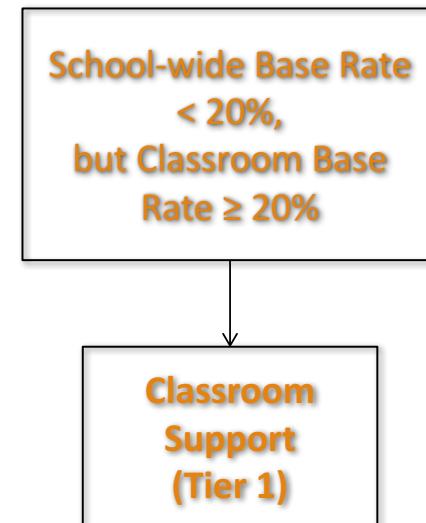 School-wide Base Rate
< 20%,
but Classroom Base
Rate ≥ 20%
Classroom
Support
(Tier 1)